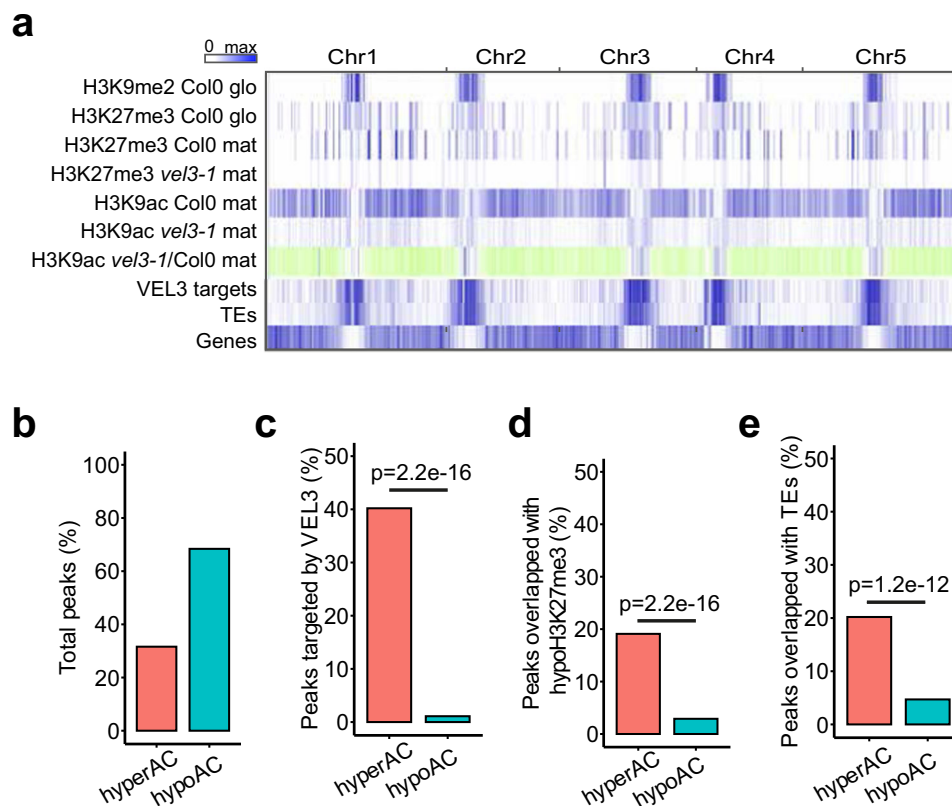 a
0 max
Chr1 Chr2 Chr3 Chr4 Chr5
H3K9me2 Col0 glo
H3K27me3 Col0 glo
H3K27me3 Col0 mat
H3K27me3 vel3-1 mat
H3K9ac Col0 mat
H3K9ac vel3-1 mat
H3K9ac vel3-1/Col0 mat
VEL3 targets
TEs
Genes
b
Total peaks (%)
100
80
60
40
20
0
hyperAC hypoAC
c
Peaks targeted by VEL3 (%)
50
40
30
20
10
0
p=2.2e-16
hyperAC hypoAC
d
Peaks overlapped with
hypoH3K27me3 (%)
50
40
30
20
10
0
p=2.2e-16
hyperAC hypoAC
e
Peaks overlapped with TEs (%)
50
40
30
20
10
0
p=1.2e-12
hyperAC hypoAC